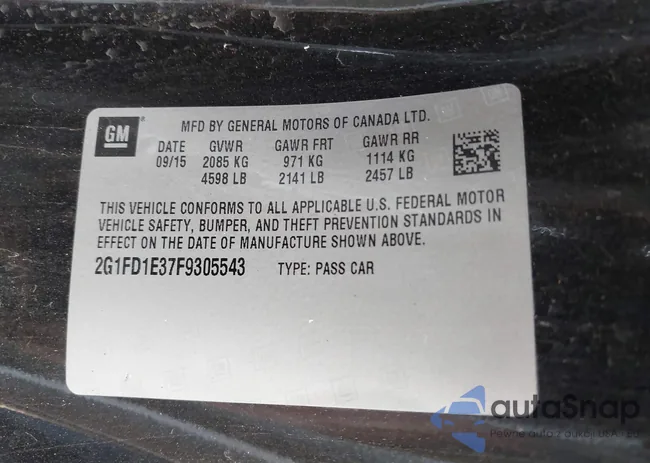 GM
MFD BY GENERAL MOTORS OF CANADA LTD.
DATE GVWR GAWR FRT GAWR RR
09/15 2085 KG 971 KG 1114 KG
4598 LB 2141 LB 2457 LB
THIS VEHICLE CONFORMS TO ALL APPLICABLE U.S. FEDERAL MOTOR
VEHICLE SAFETY, BUMPER, AND THEFT PREVENTION STANDARDS IN
EFFECT ON THE DATE OF MANUFACTURE SHOWN ABOVE.
2G1FD1E37F9305543 TYPE: PASS CAR
autoSnap
Pewne auto z aukcji w